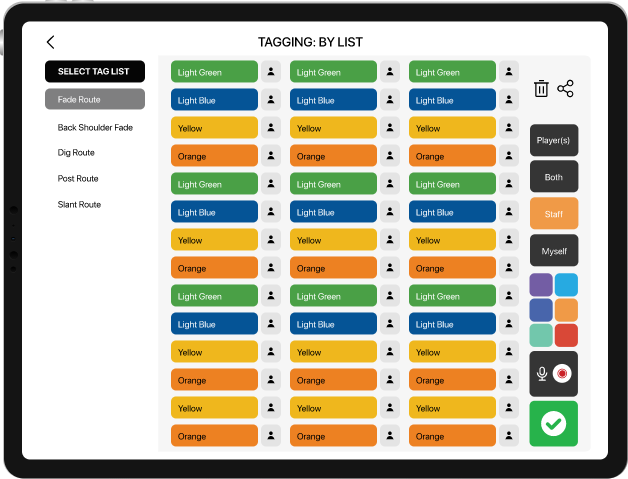 TAGGING: BY LIST
SELECT TAG LIST
Fade Route
Back Shoulder Fade
Dig Route
Post Route
Slant Route
Light Green Light Green Light Green
Light Blue Light Blue Light Blue
Yellow Yellow Yellow
Orange Orange Orange
Light Green Light Green Light Green
Light Blue Light Blue Light Blue
Yellow Yellow Yellow
Orange Orange Orange
Light Green Light Green Light Green
Light Blue Light Blue Light Blue
Yellow Yellow Yellow
Orange Orange Orange
Yellow Yellow Yellow
Orange Orange Orange
Player(s)
Both
Staff
Myself